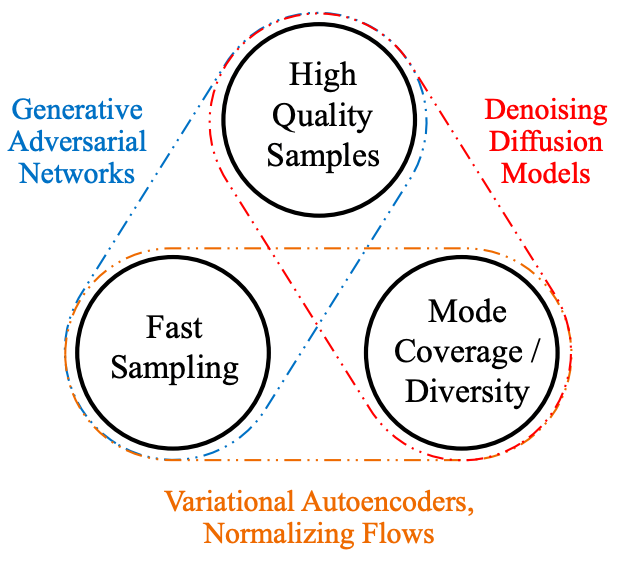 High
Quality
Samples
Generative
Adversarial
Networks
Denoising
Diffusion
Models
Fast
Sampling
Mode
Coverage /
Diversity
Variational Autoencoders,
Normalizing Flows